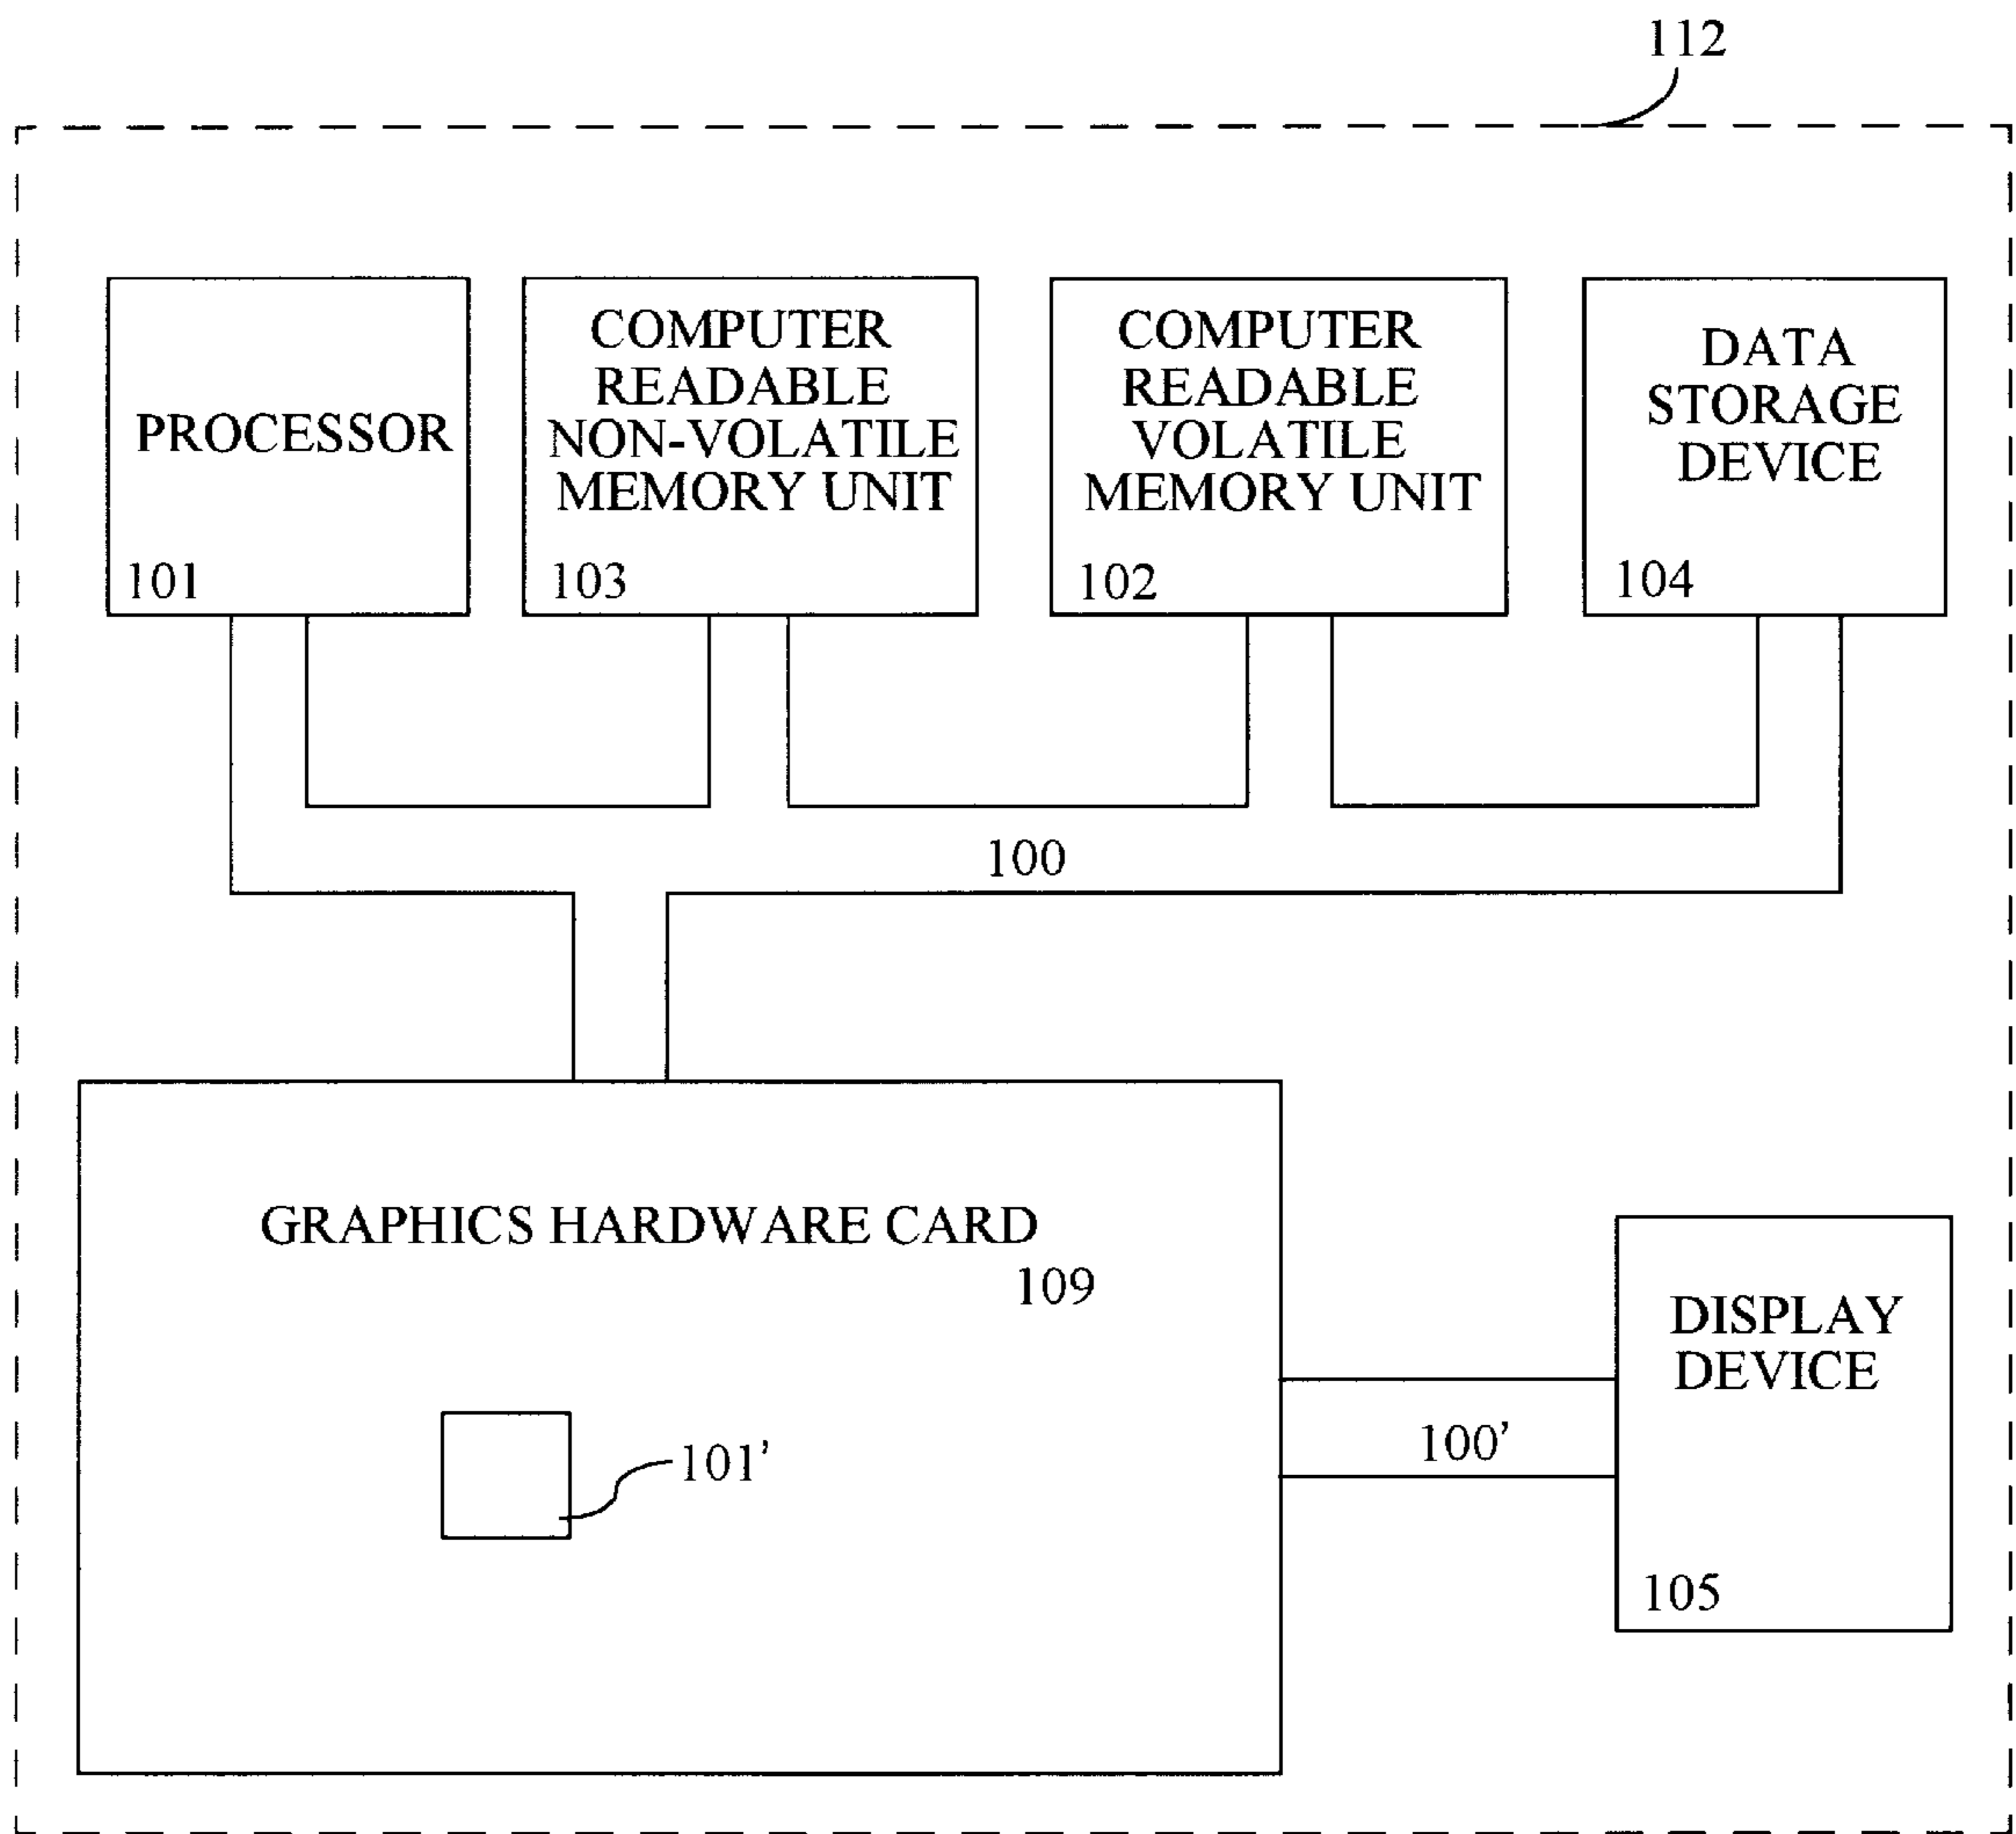 112
PROCESSOR
101
COMPUTER
READABLE
NON-VOLATILE
MEMORY UNIT
103
COMPUTER
READABLE
VOLATILE
MEMORY UNIT
102
DATA
STORAGE
DEVICE
104
100
GRAPHICS HARDWARE CARD
109
101’
100’
DISPLAY
DEVICE
105